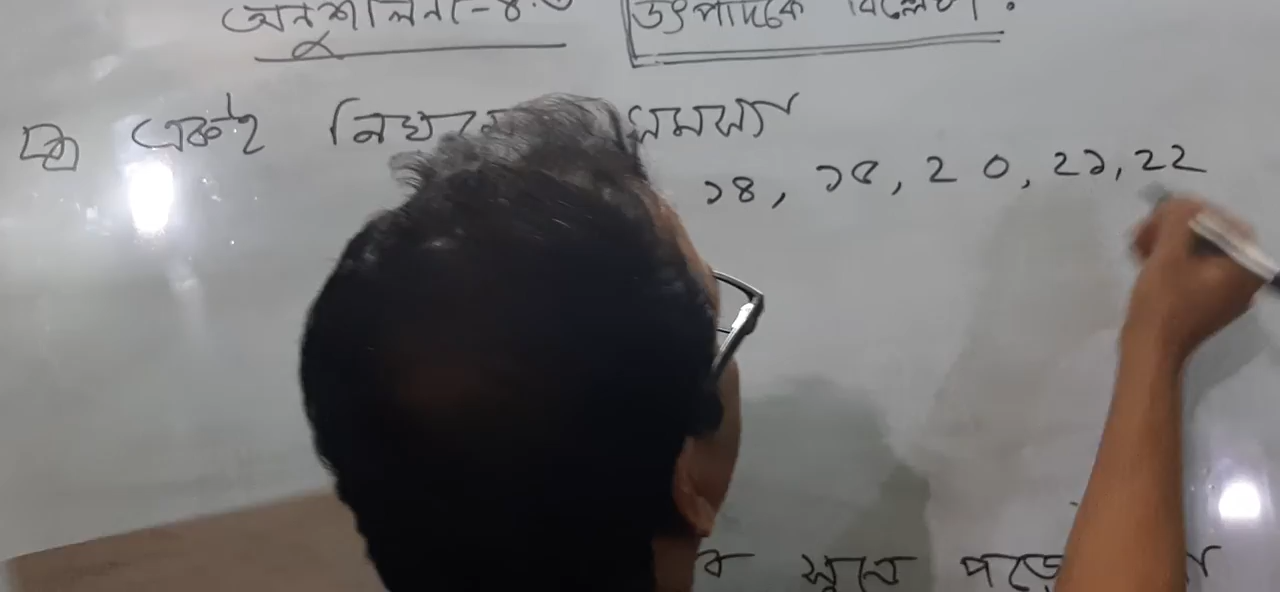 অনুশীলনী-৪.৩ উৎপাদকে বিশ্লেষণ:
একই নিয়মের সমস্যা
১৪, ১৫, ২০, ২১, ২২
সূত্রে পড়ে